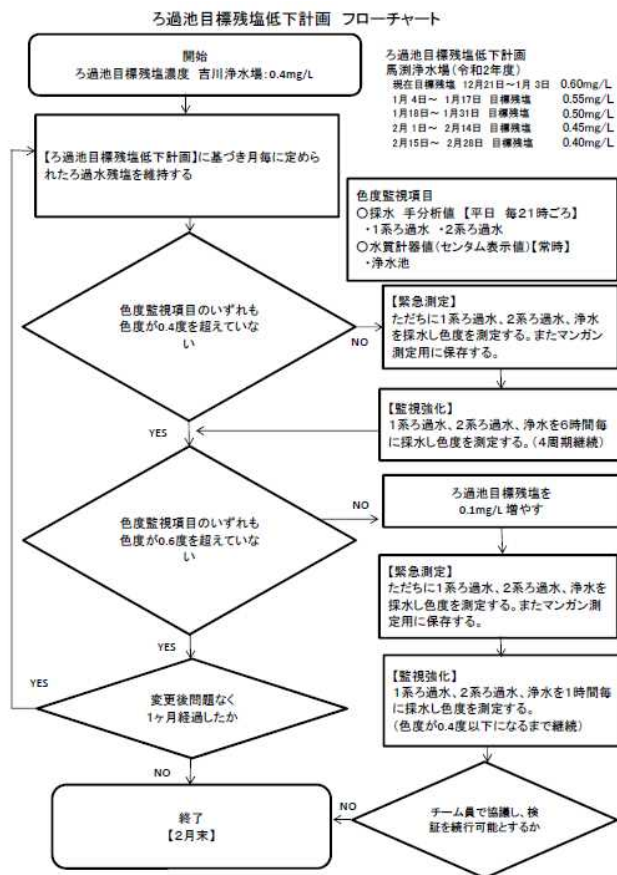 ろ過池目標残塩低下計画 フローチャート
開始
ろ過池目標残塩濃度 吉川浄水場:0.4mg/L
ろ過池目標残塩低下計画
馬渕浄水場(令和2年度)
現在目標残塩 12月21日~1月 3日 0.60mg/L
1月 4日~ 1月17日 目標残塩 0.55mg/L
1月18日~1月31日 目標残塩 0.50mg/L
2月 1日~ 2月14日 目標残塩 0.45mg/L
2月15日~ 2月28日 目標残塩 0.40mg/L
【ろ過池目標残塩低下計画】に基づき月毎に定めら
れたろ過水残塩を維持する
色度監視項目
○採水 手分析値 【平日 毎21時ごろ】
・1系ろ過水 ・2系ろ過水
○水質計器値(センタム表示値)【常時】
・浄水池
色度監視項目のいずれも
色度が0.4度を超えていな
い
NO
【緊急測定】
ただちに1系ろ過水、2系ろ過水、浄水
を採水し色度を測定する。またマンガン
測定用に保存する。
【監視強化】
1系ろ過水、2系ろ過水、浄水を6時間毎
に採水し色度を測定する。(4周期継続)
YES
色度監視項目のいずれも
色度が0.6度を超えていな
い
NO
ろ過池目標残塩を
0.1mg/L 増やす
【緊急測定】
ただちに1系ろ過水、2系ろ過水、浄水を
採水し色度を測定する。またマンガン測
定用に保存する。
YES
YES
変更後問題なく
1ヶ月経過したか
【監視強化】
1系ろ過水、2系ろ過水、浄水を1時間毎
に採水し色度を測定する。
(色度が0.4度以下になるまで継続)
NO
終了
【2月末】
NO
チーム員で協議し、検
証を続行可能とするか